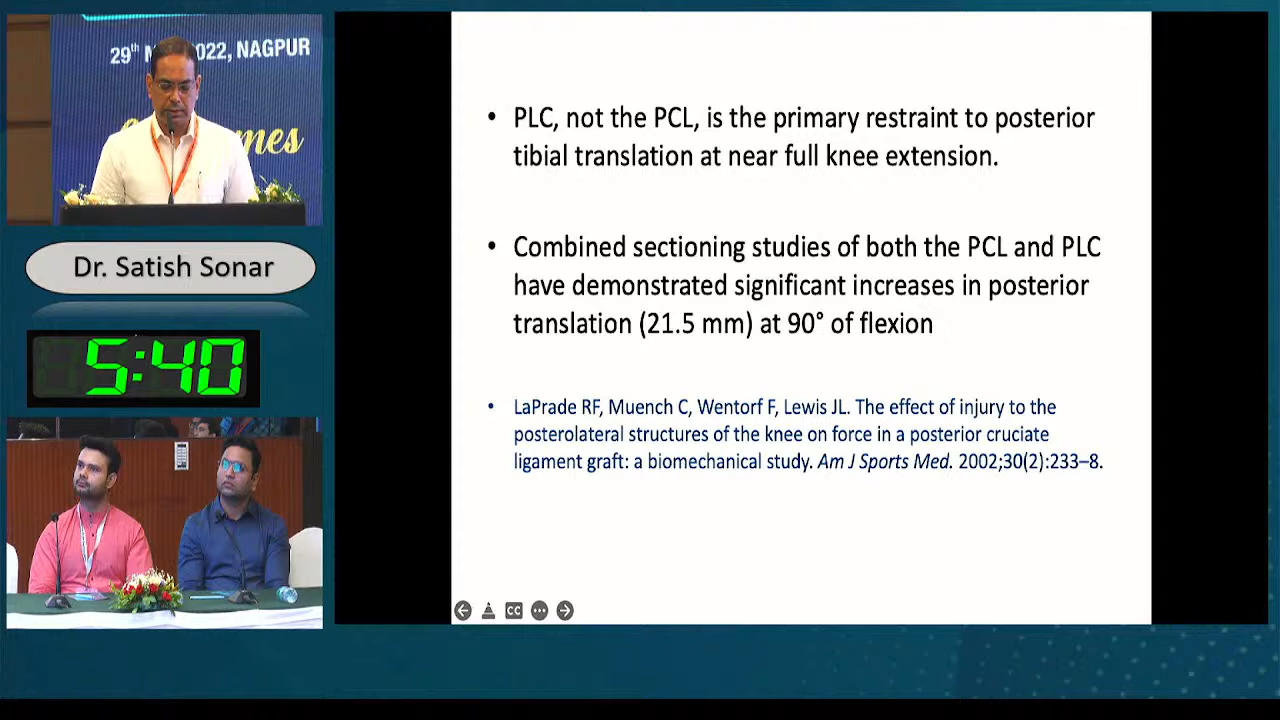 29th M 022, NAGPUR
mes
Dr. Satish Sonar
5:40
• PLC, not the PCL, is the primary restraint to posterior
tibial translation at near full knee extension.
• Combined sectioning studies of both the PCL and PLC
have demonstrated significant increases in posterior
translation (21.5 mm) at 90° of flexion
• LaPrade RF, Muench C, Wentorf F, Lewis JL. The effect of injury to the
posterolateral structures of the knee on force in a posterior cruciate
ligament graft: a biomechanical study. Am J Sports Med. 2002;30(2):233–8.
CC